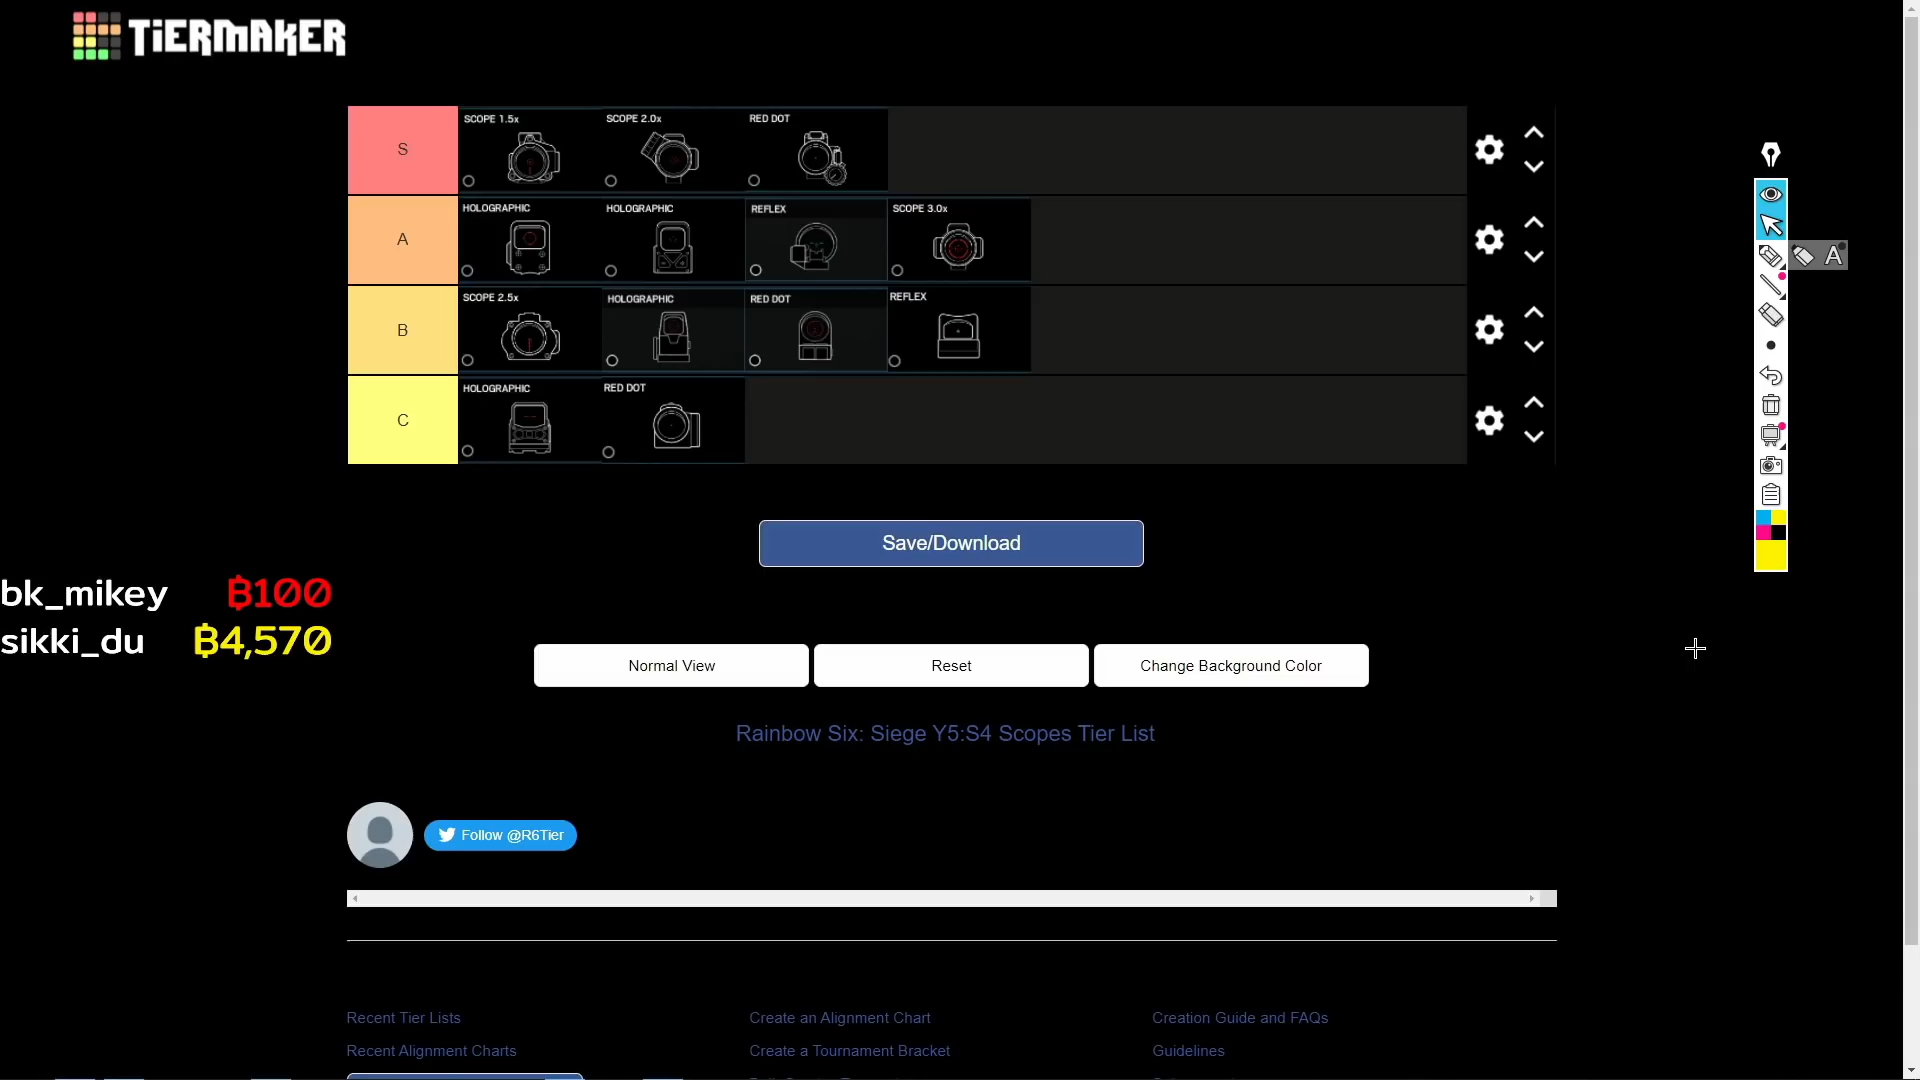 TiERMAKER
S
SCOPE 1.5x
SCOPE 2.0x
RED DOT
A
HOLOGRAPHIC
HOLOGRAPHIC
REFLEX
SCOPE 3.0x
B
SCOPE 2.5x
HOLOGRAPHIC
RED DOT
REFLEX
C
HOLOGRAPHIC
RED DOT
A
Save/Download
bk_mikey ฿100
sikki_du ฿4,570
Normal View
Reset
Change Background Color
Rainbow Six: Siege Y5:S4 Scopes Tier List
Follow @R6Tier
Recent Tier Lists
Create an Alignment Chart
Creation Guide and FAQs
Recent Alignment Charts
Create a Tournament Bracket
Guidelines